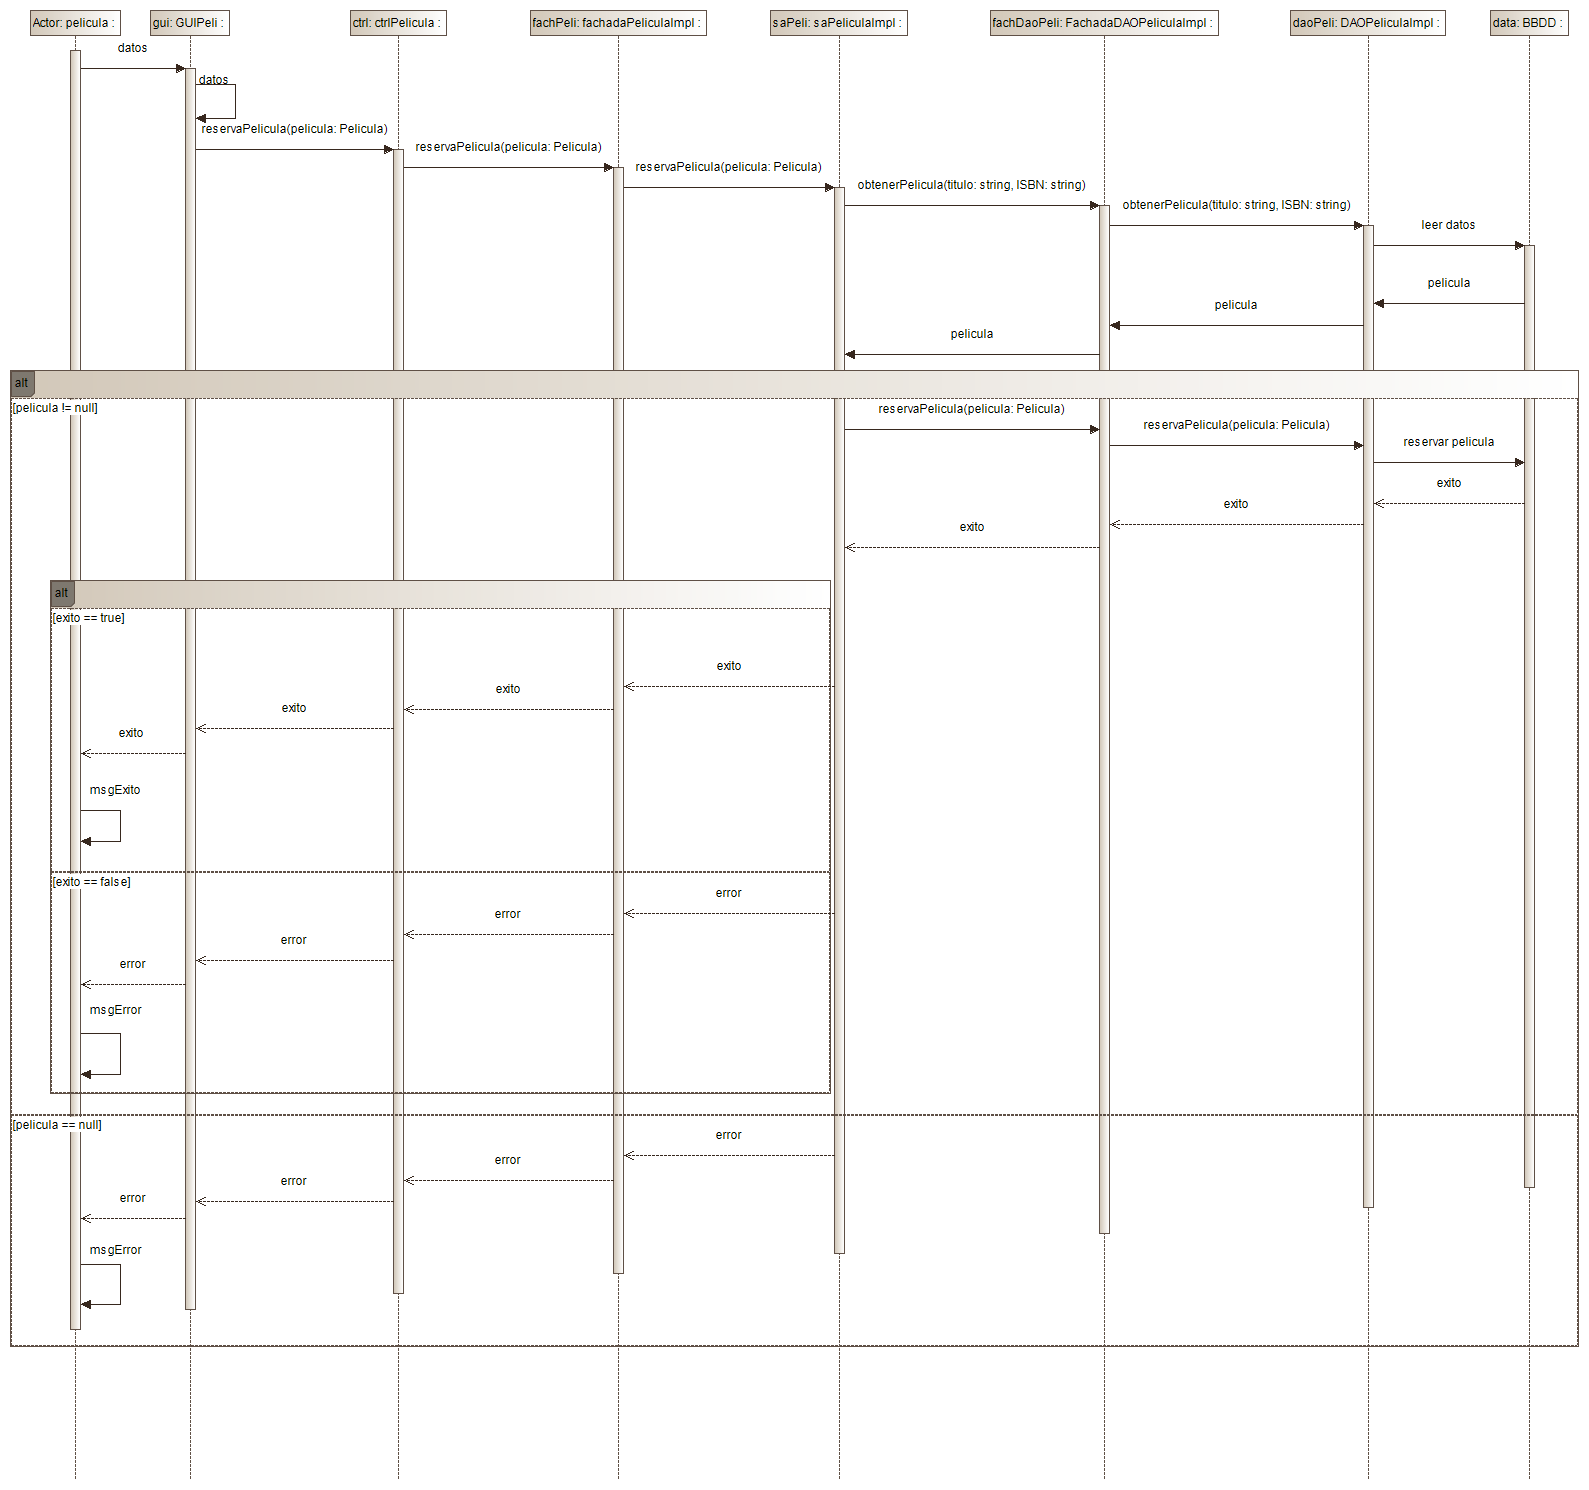 Actor: pelicula :
gui: GUIPeli :
ctrl: ctrlPelicula :
fachPeli: fachadaPeliculaImpl :
saPeli: saPeliculaImpl :
fachDaoPeli: FachadaDAOPeliculaImpl :
daoPeli: DAOPeliculaImpl :
data: BBDD :
datos
datos
reservaPelicula(pelicula: Pelicula)
reservaPelicula(pelicula: Pelicula)
reservaPelicula(pelicula: Pelicula)
obtenerPelicula(titulo: string, ISBN: string)
obtenerPelicula(titulo: string, ISBN: string)
leer datos
pelicula
pelicula
pelicula
alt
[pelicula != null]
reservaPelicula(pelicula: Pelicula)
reservaPelicula(pelicula: Pelicula)
reservar pelicula
exito
exito
exito
alt
[exito == true]
exito
exito
exito
exito
msgExito
[exito == false]
error
error
error
error
msgError
[pelicula == null]
error
error
error
error
msgError